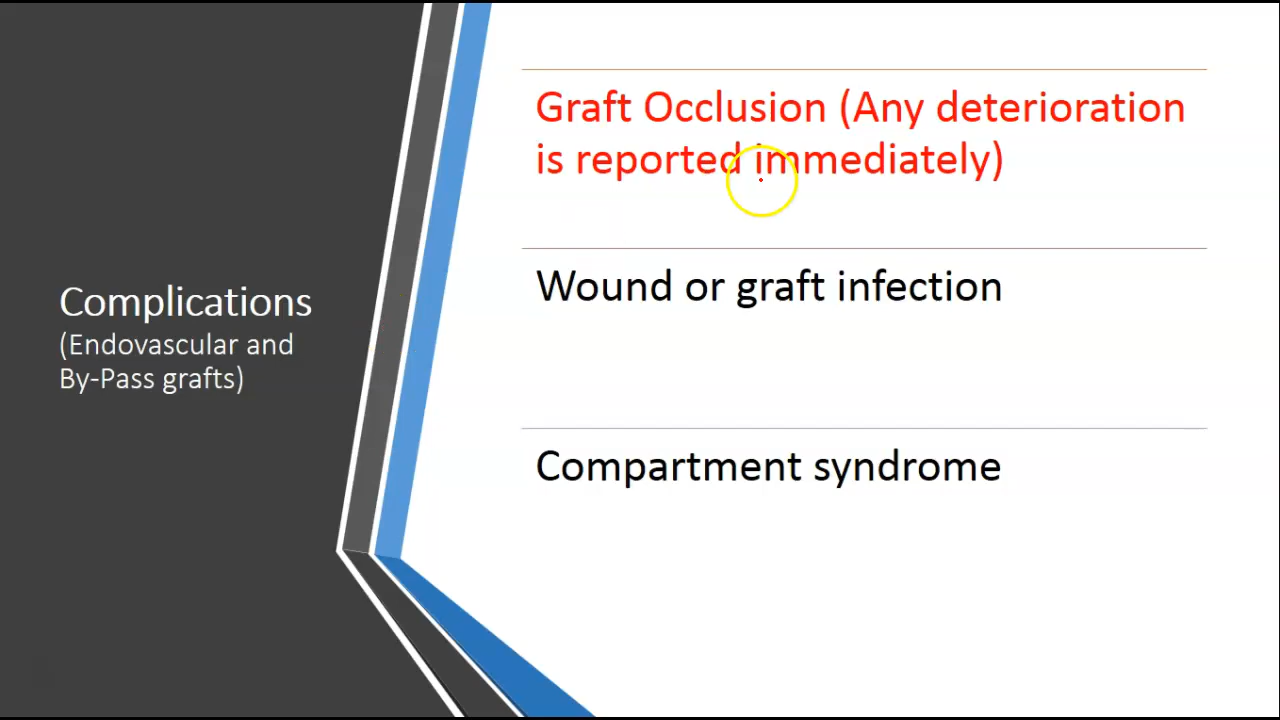 Complications
(Endovascular and
By-Pass grafts)
Graft Occlusion (Any deterioration
is reported immediately)
Wound or graft infection
Compartment syndrome